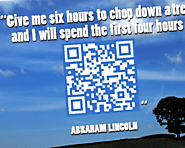 “Give me six hours to chop down a tre
and I will spend the first four hours
”
ABRAHAM LINCOLN